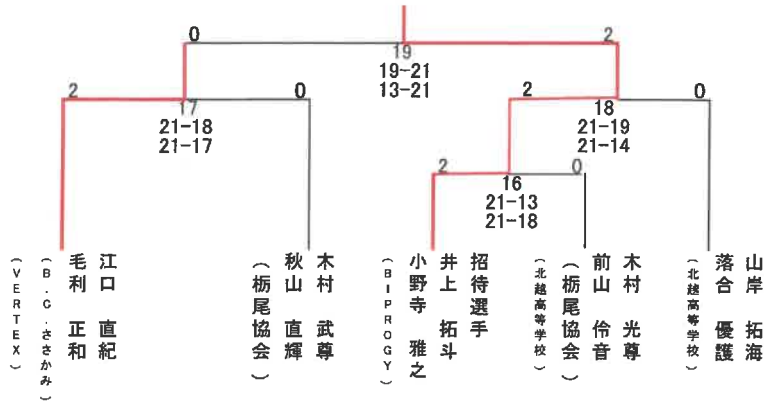 0
2
19
19-21
13-21
2
0
2
0
17
21-18
21-17
18
21-19
21-14
2
0
16
21-13
21-18
江口 直紀
毛利 正和
（B.C.ささかみ）
（VERTEX）
木村 武尊
秋山 直輝
（栃尾協会）
招待選手
井上 拓斗
小野寺 雅之
（BIPROGY）
木村 光尊
前山 伶音
（栃尾協会）
（北越高等学校）
山岸 拓海
落合 優護
（北越高等学校）